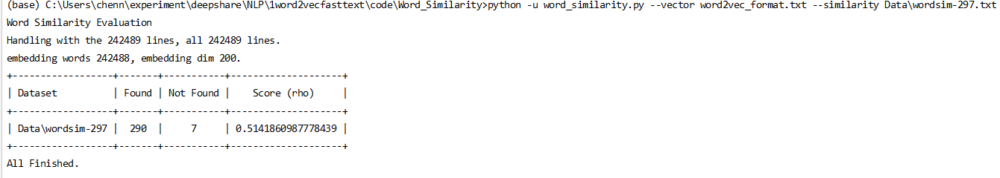 (base) C:\Users\chenn\experiment\deepshare\NLP\1word2vecfasttext\code\Word_Similarity>python -u word_similarity.py --vector word2vec_format.txt --similarity Data\wordsim-297.txt
Word Similarity Evaluation
Handling with the 242489 lines, all 242489 lines.
embedding words 242488, embedding dim 200.
+------------------+-------+-----------+--------------------+
| Dataset          | Found | Not Found |    Score (rho)     |
+------------------+-------+-----------+--------------------+
| Data\wordsim-297 |  290  |     7     | 0.5141860987778439 |
+------------------+-------+-----------+--------------------+
All Finished.